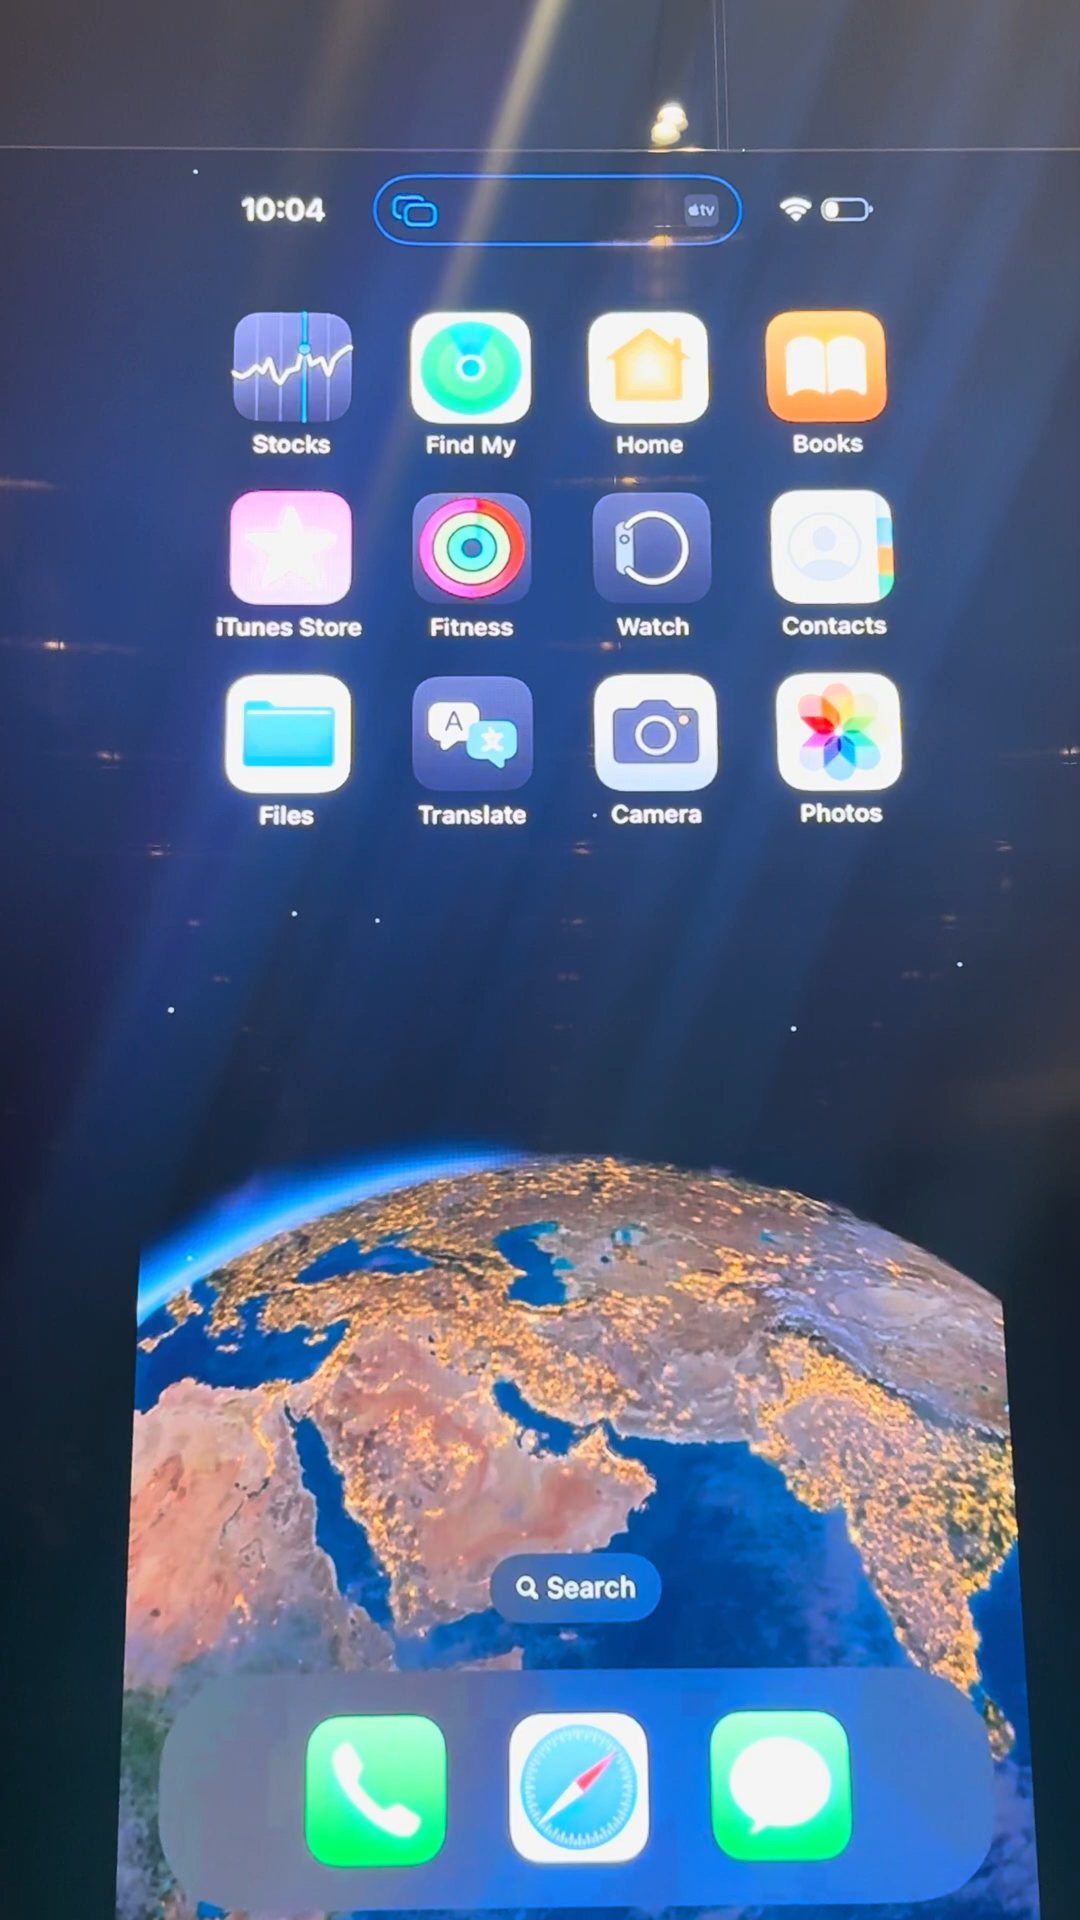 10:04 tv
Stocks Find My Home Books
iTunes Store Fitness Watch Contacts
A
Files Translate Camera Photos
Search